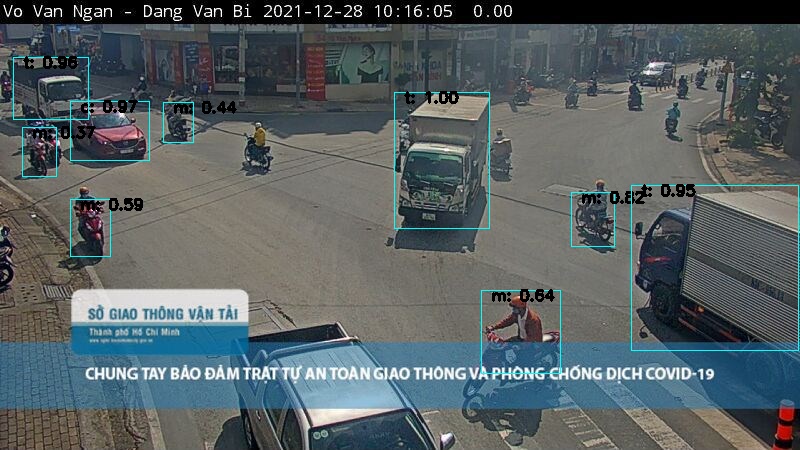 Vo Van Ngan - Dang Van Bi 2021-12-28 10:16:05 0.00
t: 0.96
c: 0.97
m: 0.44
t: 1.00
m: 0.37
m: 0.59
m: 0.82
t: 0.95
m: 0.64
SỞ GIAO THÔNG VẬN TẢI
Thành phố Hồ Chí Minh
CHUNG TAY BẢO ĐẢM TRẬT TỰ AN TOÀN GIAO THÔNG VÀ PHÒNG CHỐNG DỊCH COVID-19